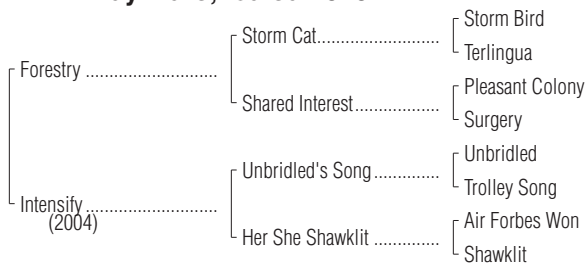 Storm Bird
Storm Cat
Terlingua
Forestry
Pleasant Colony
Shared Interest
Surgery
Unbridled
Unbridled's Song
Trolley Song
Intensify
(2004)
Air Forbes Won
Her She Shawklit
Shawklit